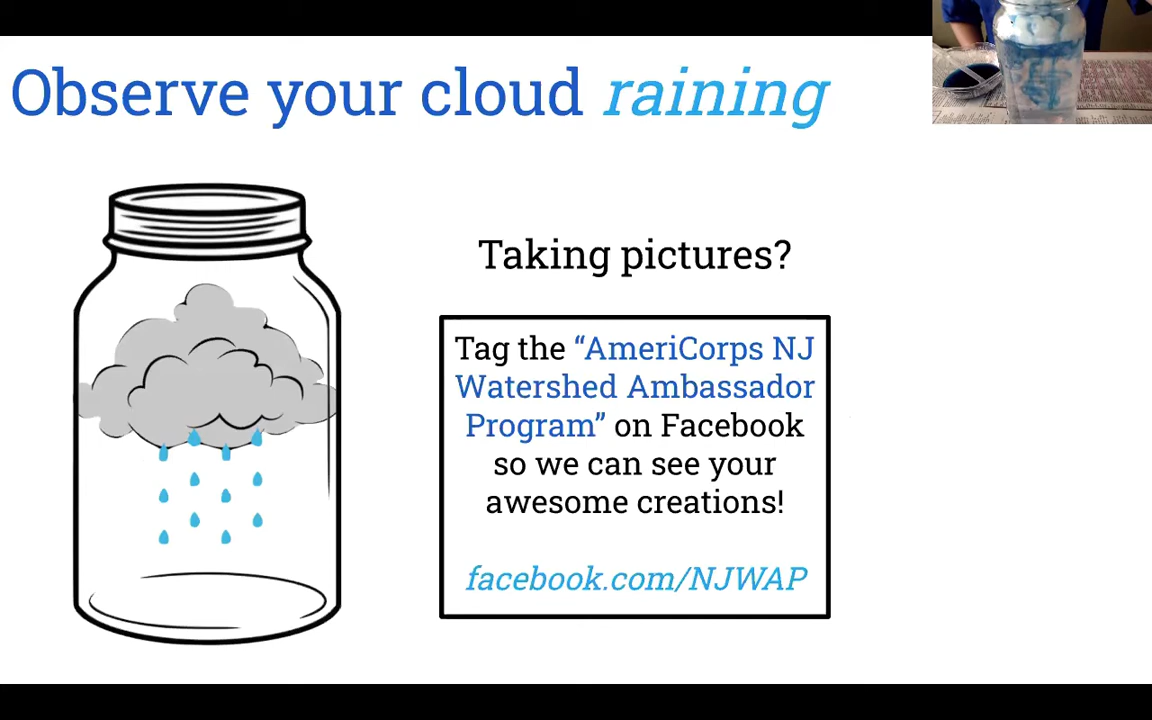 Observe your cloud raining
Taking pictures?
Tag the “AmeriCorps NJ
Watershed Ambassador
Program” on Facebook
so we can see your
awesome creations!
facebook.com/NJWAP